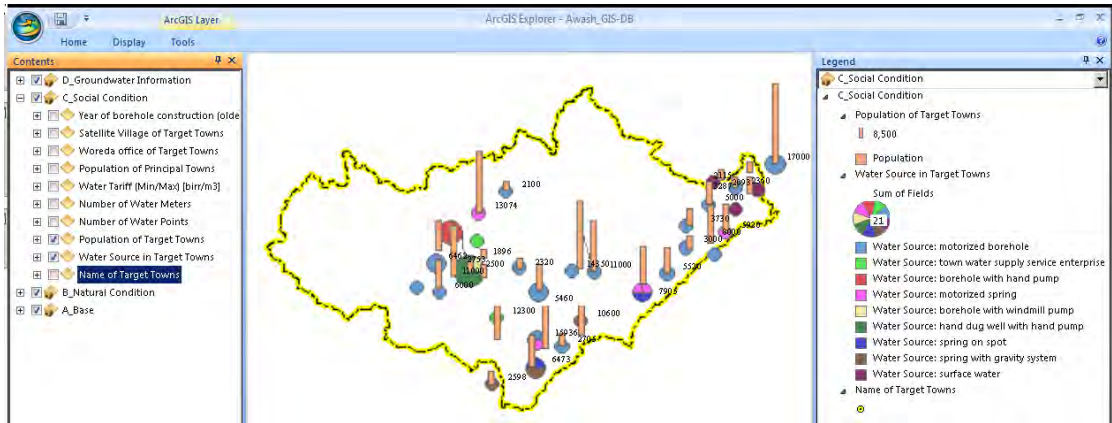 ArcGIS Layer
ArcGIS Explorer - Awash_GIS-DB
Home Display Tools
Contents
D_Groundwater Information
C_Social Condition
Year of borehole construction (olde
Satellite Village of Target Towns
Woreda office of Target Towns
Population of Principal Towns
Water Tariff (Min/Max) [birr/m3]
Number of Water Meters
Number of Water Points
Population of Target Towns
Water Source in Target Towns
Name of Target Towns
B_Natural Condition
A_Base
17000
2115
2360
2100
2287
5000
13074
3730
5920
3000
1896
2320
11000
5520
2500
11000
6000
5460
7905
12300
10600
6473
2598
Legend
C_Social Condition
C_Social Condition
Population of Target Towns
8,500
Population
Water Source in Target Towns
Sum of Fields
21
Water Source: motorized borehole
Water Source: town water supply service enterprise
Water Source: borehole with hand pump
Water Source: motorized spring
Water Source: borehole with windmill pump
Water Source: hand dug well with hand pump
Water Source: spring on spot
Water Source: spring with gravity system
Water Source: surface water
Name of Target Towns